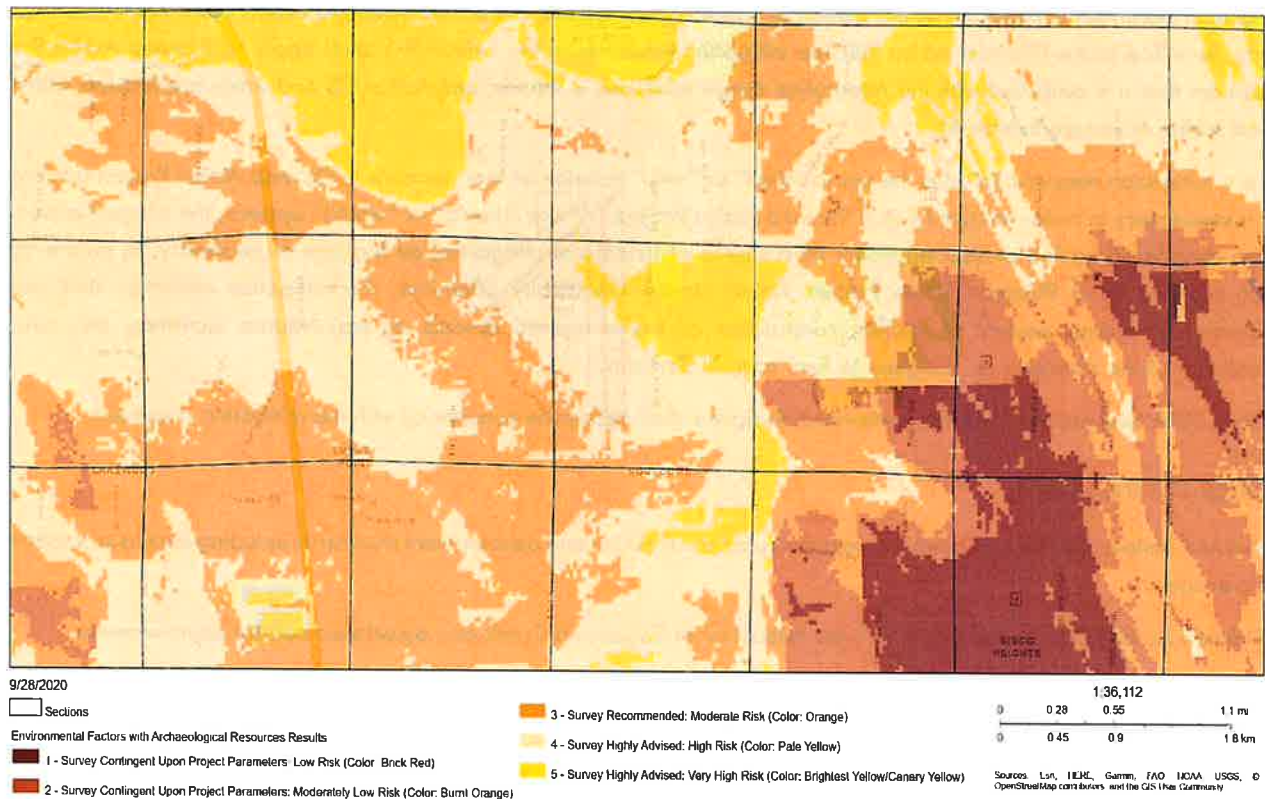 SISCO
HEIGHTS
9/28/2020
Sections
Environmental Factors with Archaeological Resources Results
1 - Survey Contingent Upon Project Parameters: Low Risk (Color: Brick Red)
2 - Survey Contingent Upon Project Parameters: Moderately Low Risk (Color: Burnt Orange)
3 - Survey Recommended: Moderate Risk (Color: Orange)
4 - Survey Highly Advised: High Risk (Color: Pale Yellow)
5 - Survey Highly Advised: Very High Risk (Color: Brightest Yellow/Canary Yellow)
1:36,112
0 0.28 0.55 1.1 mi
0 0.45 0.9 1.8 km
Sources: Esri, HERE, Garmin, FAO, NOAA, USGS, ©
OpenStreetMap contributors, and the GIS User Community